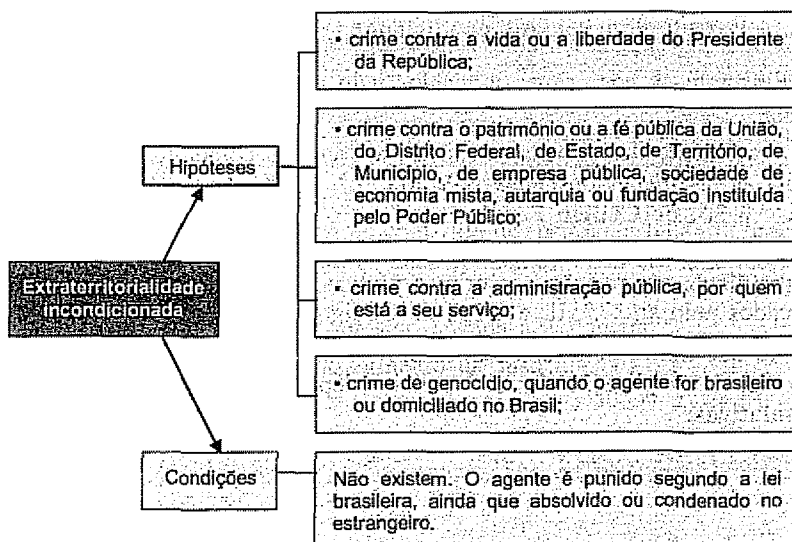 • crime contra a vida ou a liberdade do Presidente
da República;
• crime contra o patrimônio ou a fé pública da União,
do Distrito Federal, de Estado, de Território, de
Município, de empresa pública, sociedade de
economia mista, autarquia ou fundação instituída
pelo Poder Público;
Hipóteses
Extraterritorialidade
incondicionada
• crime contra a administração pública, por quem
está a seu serviço;
• crime de genocídio, quando o agente for brasileiro
ou domiciliado no Brasil;
Condições
Não existem. O agente é punido segundo a lei
brasileira, ainda que absolvido ou condenado no
estrangeiro.